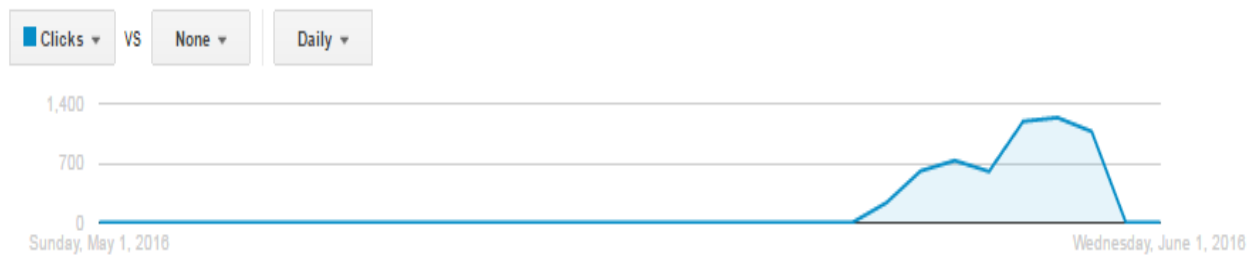 Clicks VS None Daily
1,400
700
0
Sunday, May 1, 2016 Wednesday, June 1, 2016